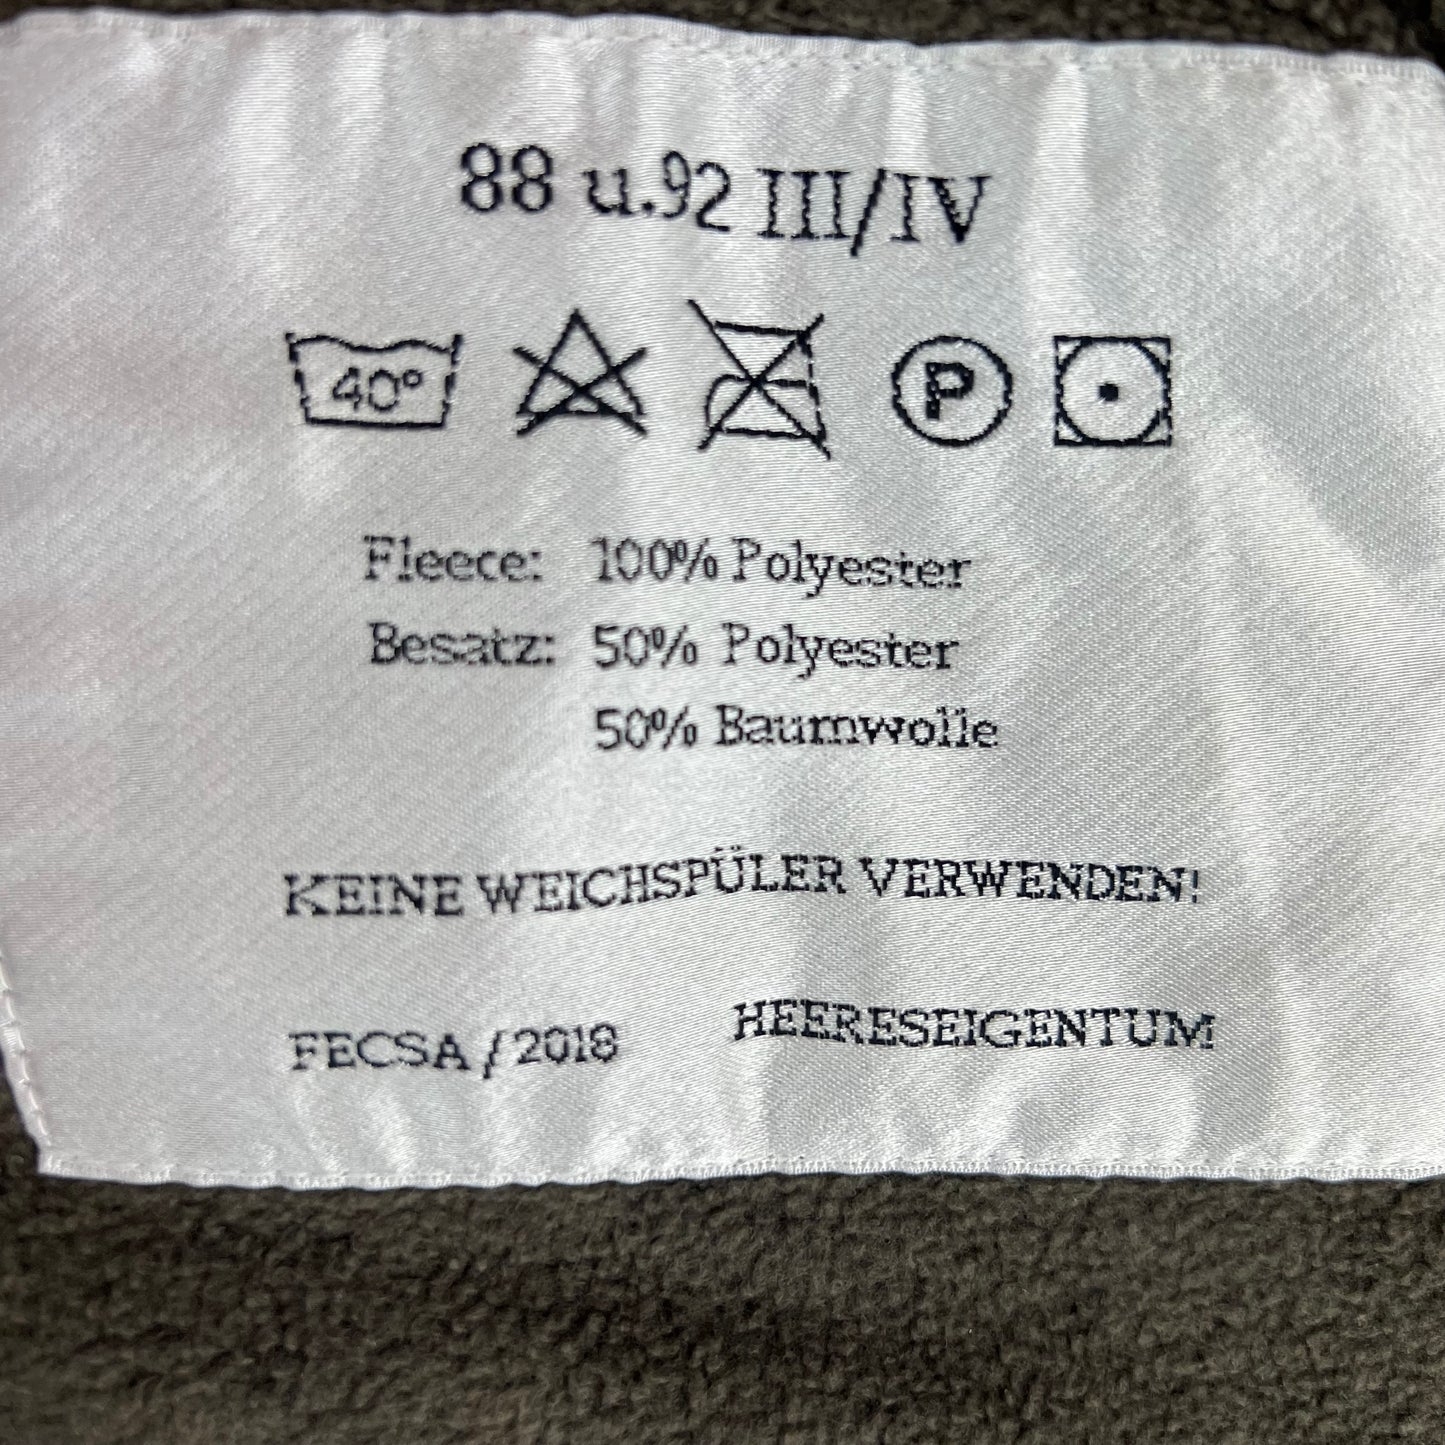 88 u.92 III/IV
40° P
Fleece: 100% Polyester
Besatz: 50% Polyester
50% Baumwolle
KEINE WEICHSPÜLER VERWENDEN!
FECSA / 2018 HEERESEIGENTUM